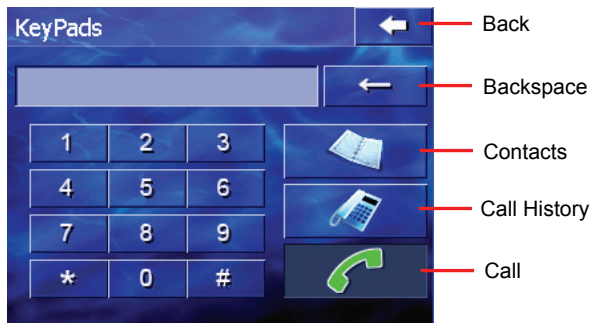 KeyPads
Back
Backspace
1 2 3
Contacts
4 5 6
Call History
7 8 9
* 0 #
Call